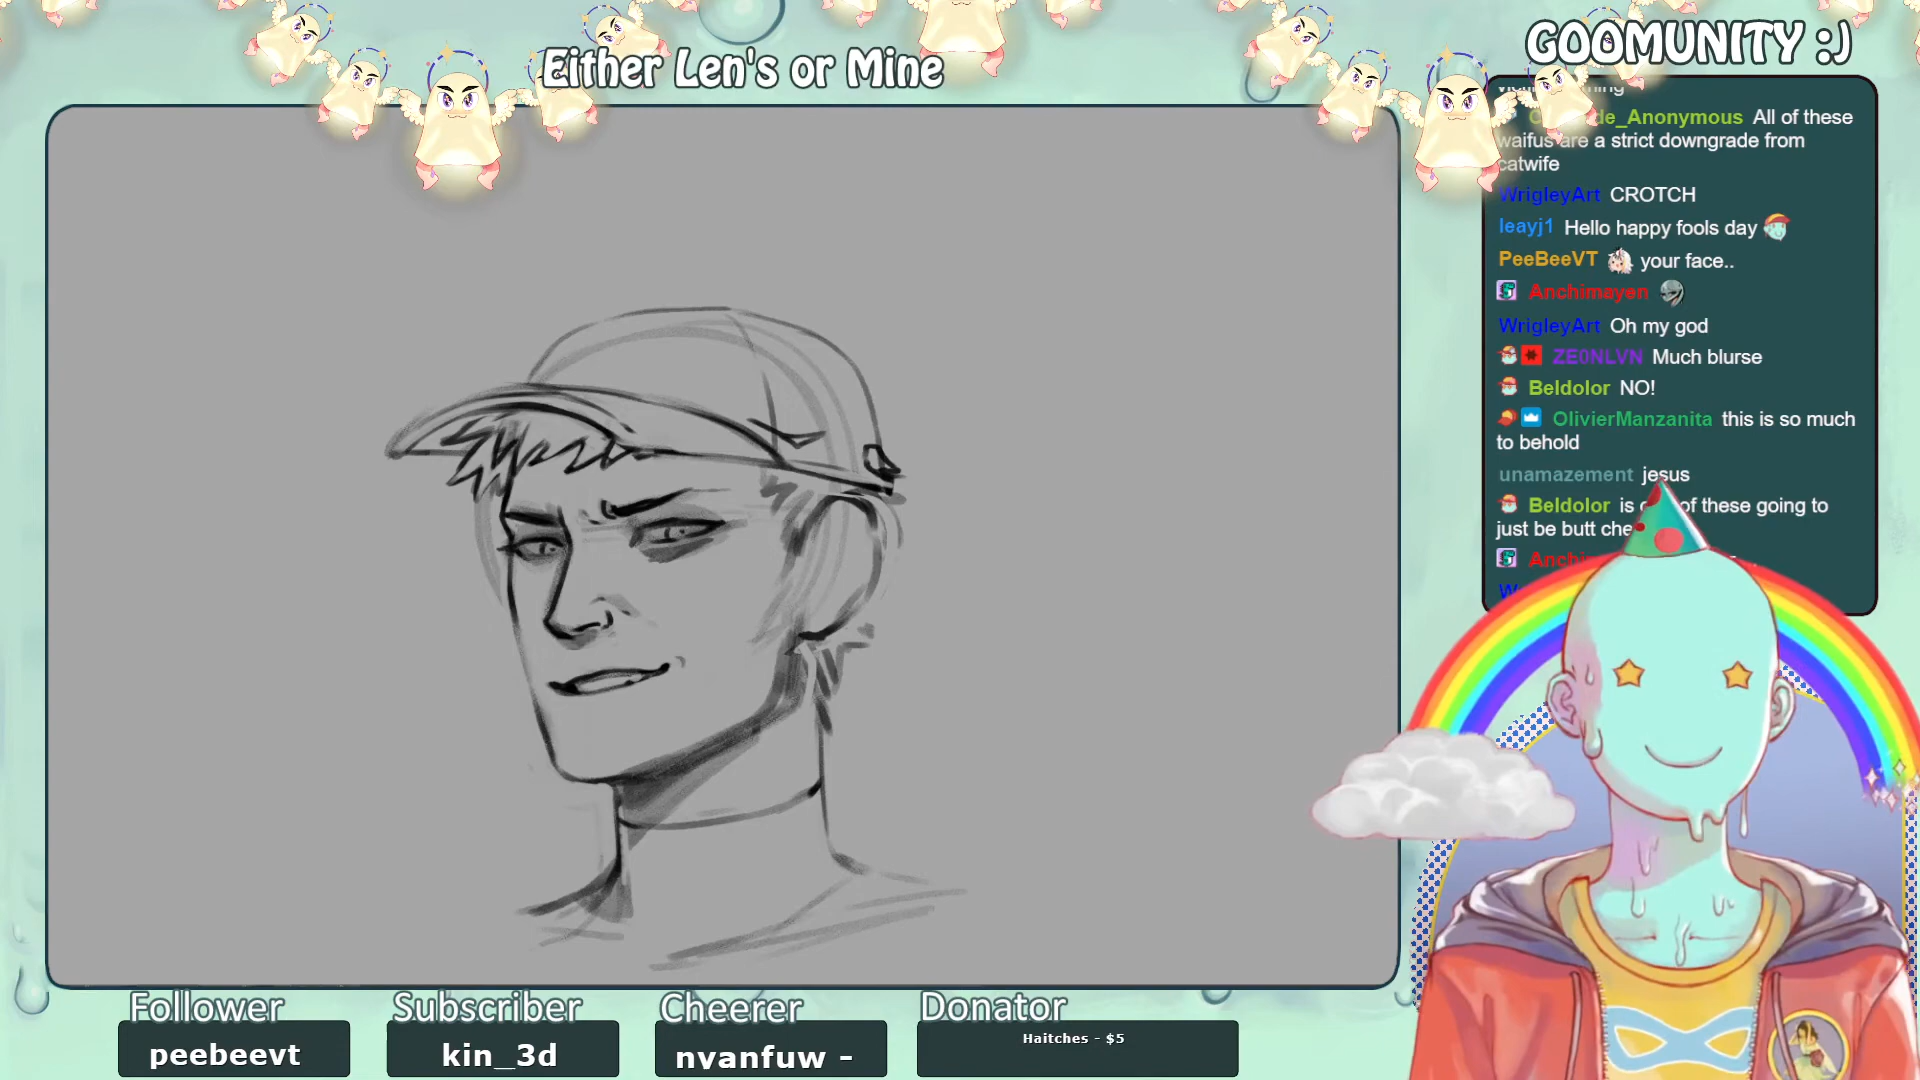 Either Len's or Mine
GOOMUNITY :)
de_Anonymous All of these
waifus are a strict downgrade from
catwife
WrigleyArt CROTCH
leayj1 Hello happy fools day
PeeBeeVT your face..
Anchimayen
WrigleyArt Oh my god
ZE0NLVN Much blurse
Beldolor NO!
OlivierManzanita this is so much
to behold
unamazement jesus
Beldolor is of these going to
just be butt
Follower
peebeevt
Subscriber
kin_3d
Cheerer
nyanfuw -
Donator
Haitches - $5